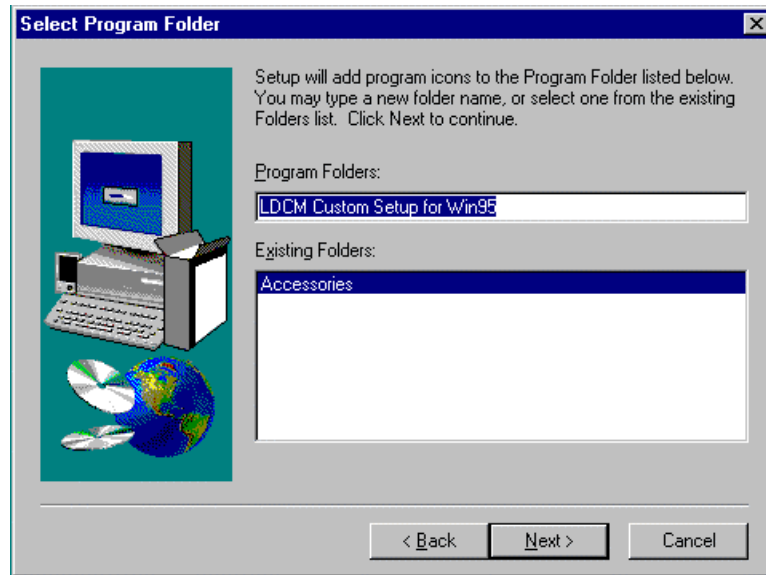 Select Program Folder
Setup will add program icons to the Program Folder listed below.
You may type a new folder name, or select one from the existing
Folders list. Click Next to continue.
Program Folders:
LDCM Custom Setup for Win95
Existing Folders:
Accessories
< Back
Next >
Cancel